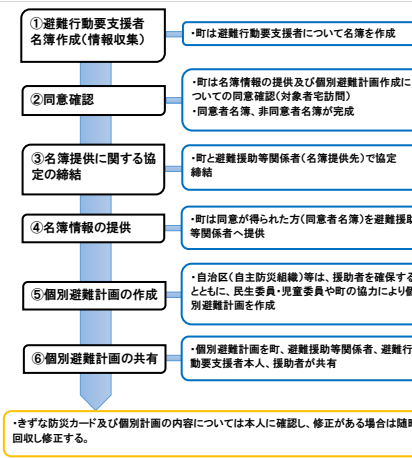 ①避難行動要支援者
名簿作成(情報収集)
・町は避難行動要支援者について名簿を作成
②同意確認
・町は名簿情報の提供及び個別避難計画作成に
ついての同意確認(対象者宅訪問)
・同意者名簿、非同意者名簿が完成
③名簿提供に関する協
定の締結
・町と避難援助等関係者(名簿提供先)で協定
締結
④名簿情報の提供
・町は同意が得られた方(同意者名簿)を避難援助
等関係者へ提供
⑤個別避難計画の作成
・自治区(自主防災組織)等は、援助者を確保する
とともに、民生委員・児童委員や町の協力により個
別避難計画を作成
⑥個別避難計画の共有
・個別避難計画を町、避難援助等関係者、避難行
動要支援者本人、援助者が共有
・きずな防災カード及び個別計画の内容については本人に確認し、修正がある場合は随時
回収し修正する。